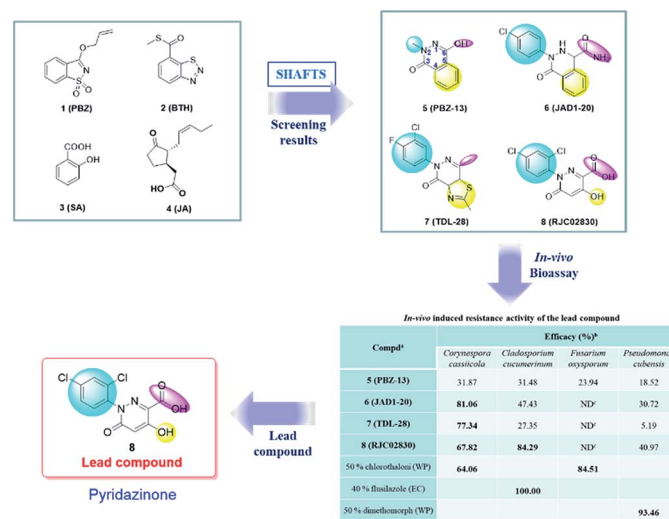 1 (PBZ)
2 (BTH)
3 (SA)
4 (JA)
SHAFTS
Screening
results
5 (PBZ-13)
6 (JAD1-20)
7 (TDL-28)
8 (RJC02830)
In-vivo
Bioassay
In-vivo induced resistance activity of the lead compound
Compdᵃ
Efficacy (%)ᵇ
Corynespora cassiicola
Cladosporium cucumerinum
Fusarium oxysporum
Pseudomonas cubensis
5 (PBZ-13) 31.87 31.48 23.94 18.52
6 (JAD1-20) 81.06 47.43 NDᶜ 30.72
7 (TDL-28) 77.34 27.35 NDᶜ 5.19
8 (RJC02830) 67.82 84.29 NDᶜ 40.97
50 % chlorothaloni (WP) 64.06 84.51
40 % flusilazole (EC) 100.00
50 % dimethomorph (WP) 93.46
Lead
compound
8
Lead compound
Pyridazinone